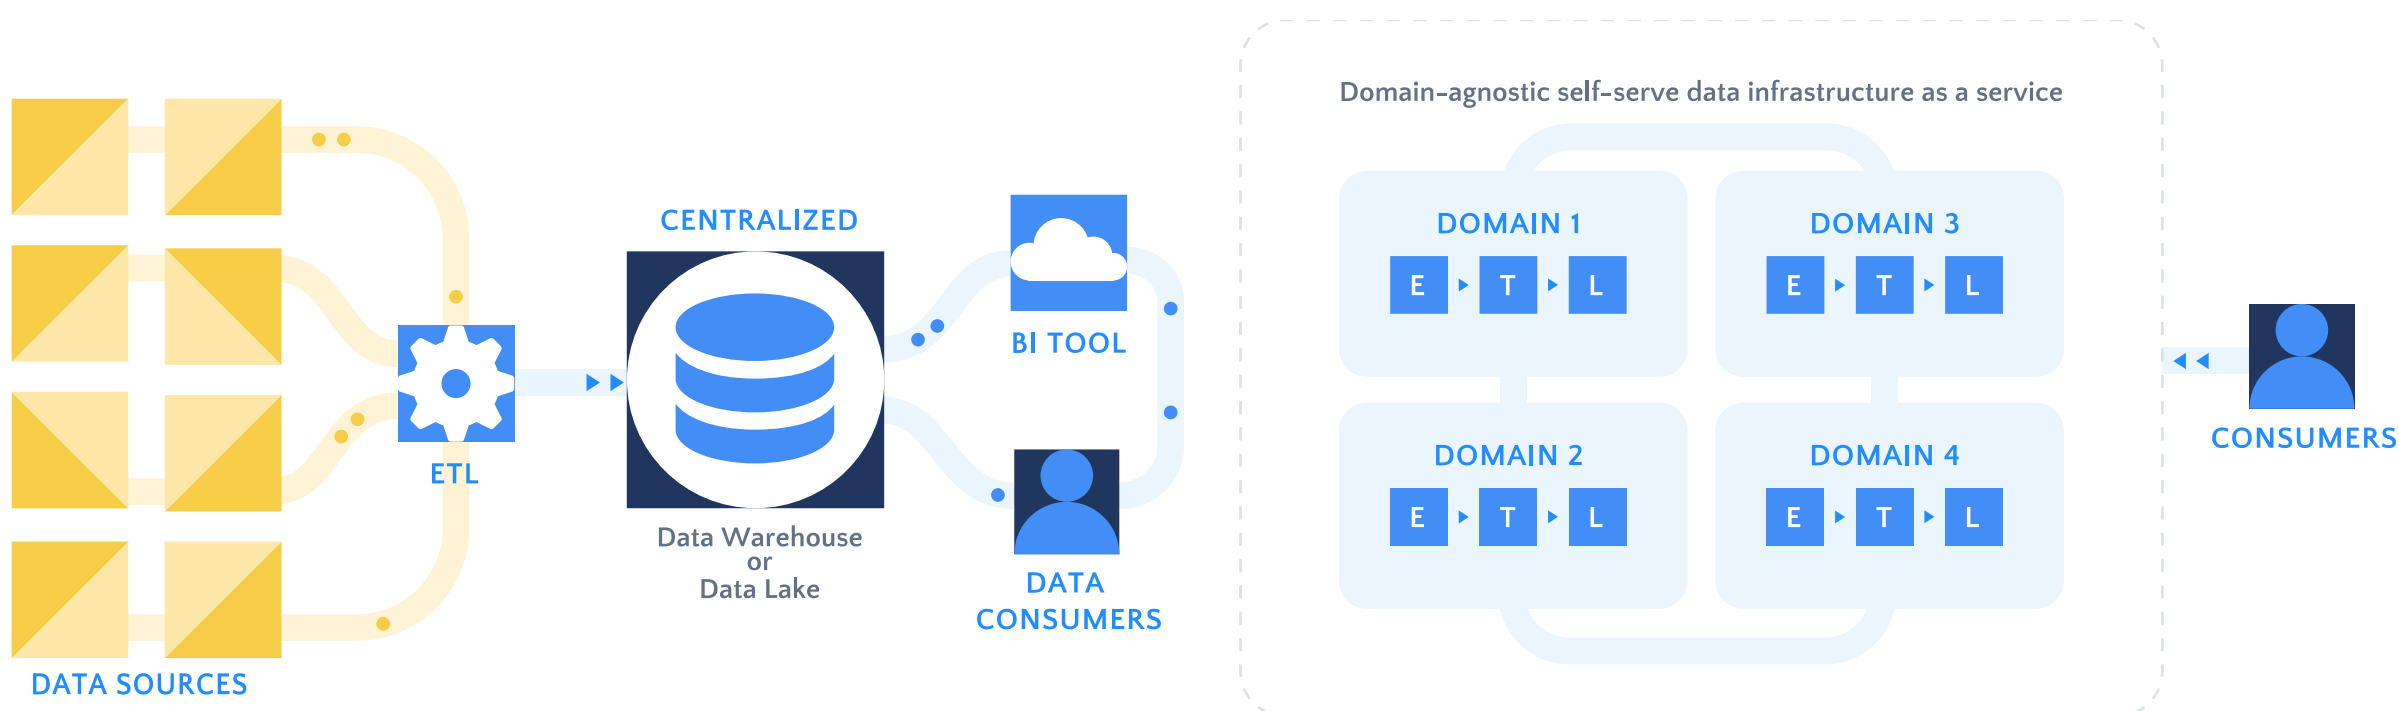 DATA SOURCES
ETL
CENTRALIZED
Data Warehouse
or
Data Lake
BI TOOL
DATA
CONSUMERS
Domain-agnostic self-serve data infrastructure as a service
DOMAIN 1
E T L
DOMAIN 3
E T L
DOMAIN 2
E T L
DOMAIN 4
E T L
CONSUMERS